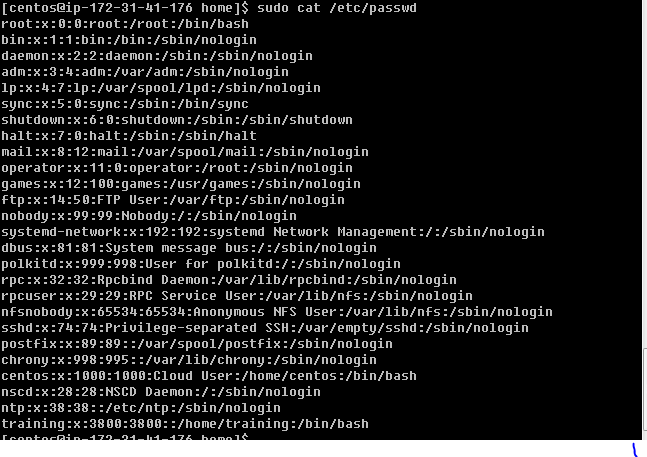 [centos@ip-172-31-41-176 home]$ sudo cat /etc/passwd
root:x:0:0:root:/root:/bin/bash
bin:x:1:1:bin:/bin:/sbin/nologin
daemon:x:2:2:daemon:/sbin:/sbin/nologin
adm:x:3:4:adm:/var/adm:/sbin/nologin
lp:x:4:7:lp:/var/spool/lpd:/sbin/nologin
sync:x:5:0:sync:/sbin:/bin/sync
shutdown:x:6:0:shutdown:/sbin:/sbin/shutdown
halt:x:7:0:halt:/sbin:/sbin/halt
mail:x:8:12:mail:/var/spool/mail:/sbin/nologin
operator:x:11:0:operator:/root:/sbin/nologin
games:x:12:100:games:/usr/games:/sbin/nologin
ftp:x:14:50:FTP User:/var/ftp:/sbin/nologin
nobody:x:99:99:Nobody:/:/sbin/nologin
systemd-network:x:192:192:systemd Network Management:/:/sbin/nologin
dbus:x:81:81:System message bus:/:/sbin/nologin
polkitd:x:999:998:User for polkitd:/:/sbin/nologin
rpc:x:32:32:Rpcbind Daemon:/var/lib/rpcbind:/sbin/nologin
rpcuser:x:29:29:RPC Service User:/var/lib/nfs:/sbin/nologin
nfsnobody:x:65534:65534:Anonymous NFS User:/var/lib/nfs:/sbin/nologin
sshd:x:74:74:Privilege-separated SSH:/var/empty/sshd:/sbin/nologin
postfix:x:89:89::/var/spool/postfix:/sbin/nologin
chrony:x:998:995::/var/lib/chrony:/sbin/nologin
centos:x:1000:1000:Cloud User:/home/centos:/bin/bash
nscd:x:28:28:NSCD Daemon:/:/sbin/nologin
ntp:x:38:38::/etc/ntp:/sbin/nologin
training:x:3800:3800::/home/training:/bin/bash
[centos@ip-172-31-41-176 home]$